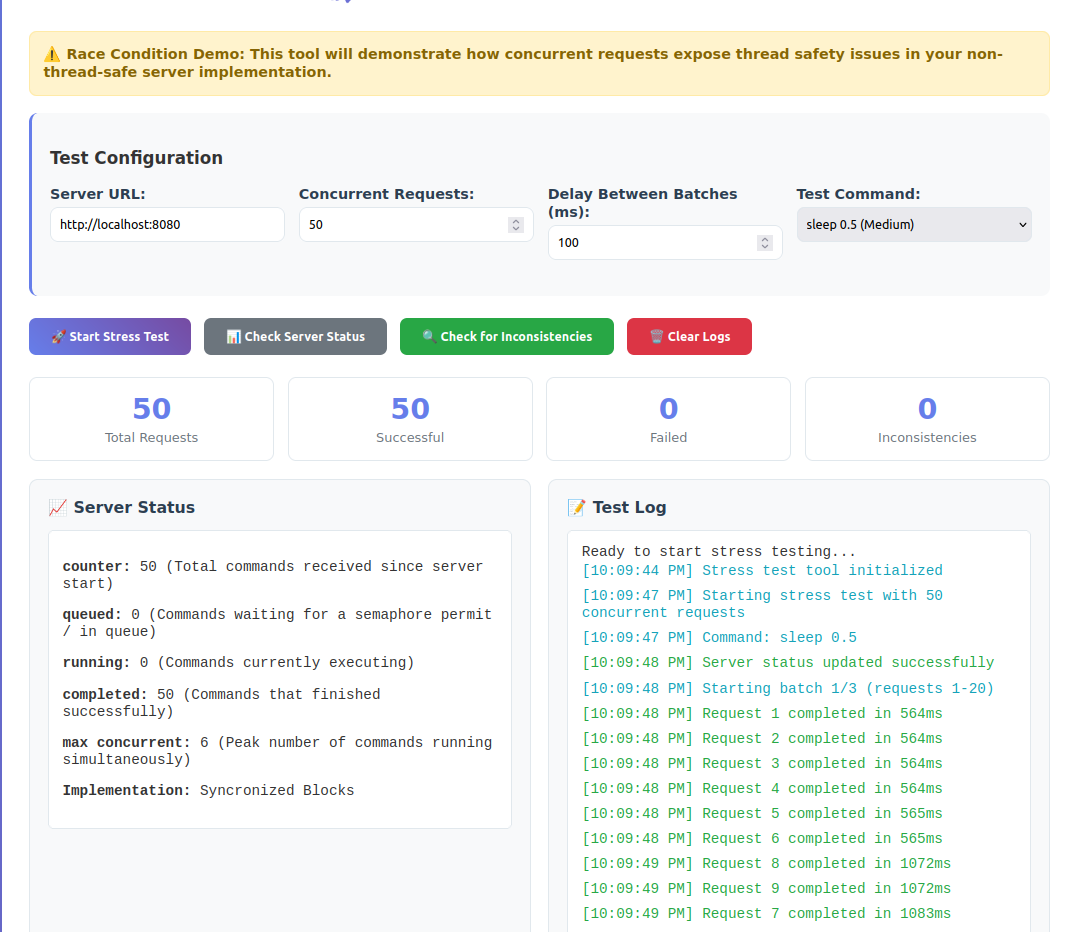 ⚠️ Race Condition Demo: This tool will demonstrate how concurrent requests expose thread safety issues in your non-
thread-safe server implementation.
Test Configuration
Server URL:
http://localhost:8080
Concurrent Requests:
50
Delay Between Batches
(ms):
100
Test Command:
sleep 0.5 (Medium)
🚀 Start Stress Test
📊 Check Server Status
🔍 Check for Inconsistencies
🗑️ Clear Logs
50
Total Requests
50
Successful
0
Failed
0
Inconsistencies
📈 Server Status
counter: 50 (Total commands received since server
start)
queued: 0 (Commands waiting for a semaphore permit
/ in queue)
running: 0 (Commands currently executing)
completed: 50 (Commands that finished
successfully)
max concurrent: 6 (Peak number of commands running
simultaneously)
Implementation: Syncronized Blocks
📝 Test Log
Ready to start stress testing...
[10:09:44 PM] Stress test tool initialized
[10:09:47 PM] Starting stress test with 50
concurrent requests
[10:09:47 PM] Command: sleep 0.5
[10:09:48 PM] Server status updated successfully
[10:09:48 PM] Starting batch 1/3 (requests 1-20)
[10:09:48 PM] Request 1 completed in 564ms
[10:09:48 PM] Request 2 completed in 564ms
[10:09:48 PM] Request 3 completed in 564ms
[10:09:48 PM] Request 4 completed in 564ms
[10:09:48 PM] Request 5 completed in 565ms
[10:09:48 PM] Request 6 completed in 565ms
[10:09:49 PM] Request 8 completed in 1072ms
[10:09:49 PM] Request 9 completed in 1072ms
[10:09:49 PM] Request 7 completed in 1083ms